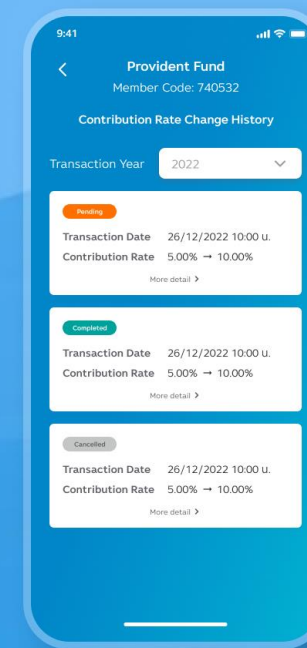 9:41
Provident Fund
Member Code: 740532
Contribution Rate Change History
Transaction Year 2022
Pending
Transaction Date 26/12/2022 10:00 น.
Contribution Rate 5.00% → 10.00%
More detail >
Completed
Transaction Date 26/12/2022 10:00 น.
Contribution Rate 5.00% → 10.00%
More detail >
Cancelled
Transaction Date 26/12/2022 10:00 น.
Contribution Rate 5.00% → 10.00%
More detail >